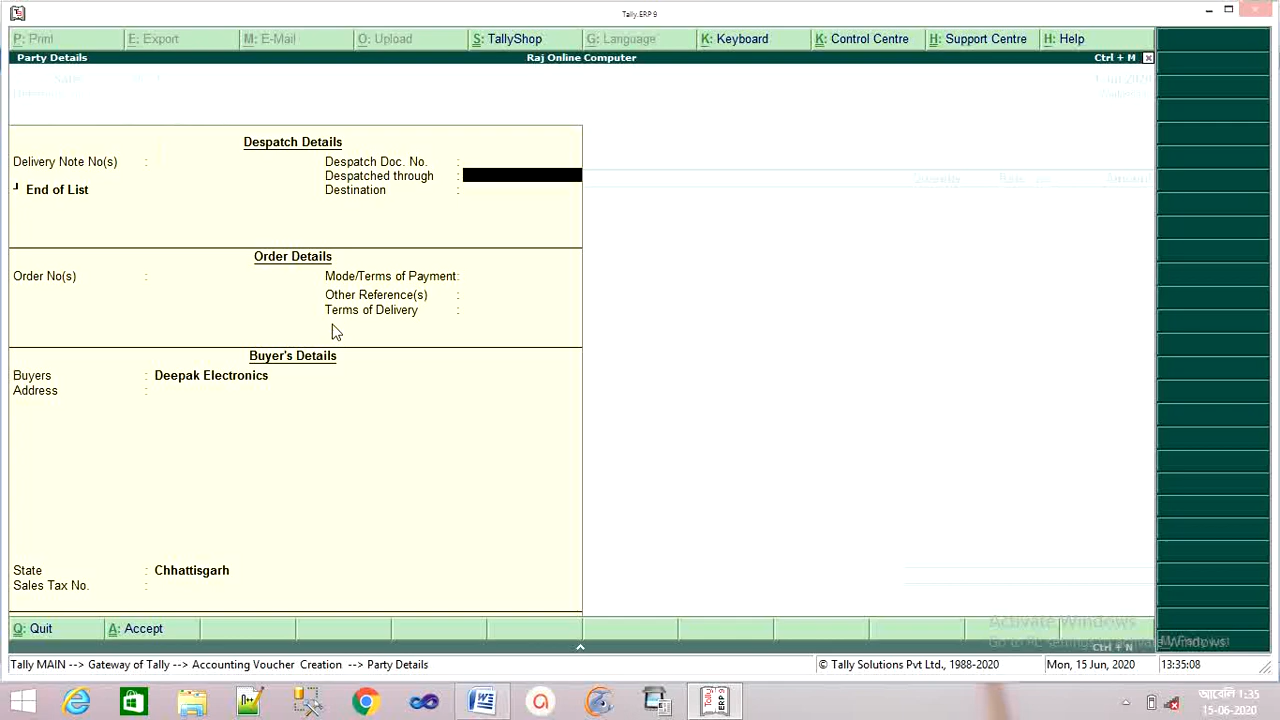 Tally.ERP 9
P: Print E: Export M: E-Mail O: Upload S: TallyShop G: Language K: Keyboard K: Control Centre H: Support Centre H: Help
Party Details Raj Online Computer Ctrl + M
Despatch Details
Delivery Note No(s) : Despatch Doc. No. :
Despatched through :
End of List Destination :
Order Details
Order No(s) : Mode/Terms of Payment:
Other Reference(s) :
Terms of Delivery :
Buyer's Details
Buyers : Deepak Electronics
Address :
State : Chhattisgarh
Sales Tax No. :
Activate Windows
Q: Quit A: Accept
Ctrl + N
Tally MAIN --> Gateway of Tally --> Accounting Voucher Creation --> Party Details © Tally Solutions Pvt Ltd., 1988-2020 Mon, 15 Jun, 2020 13:35:08
1:35
15-06-2020